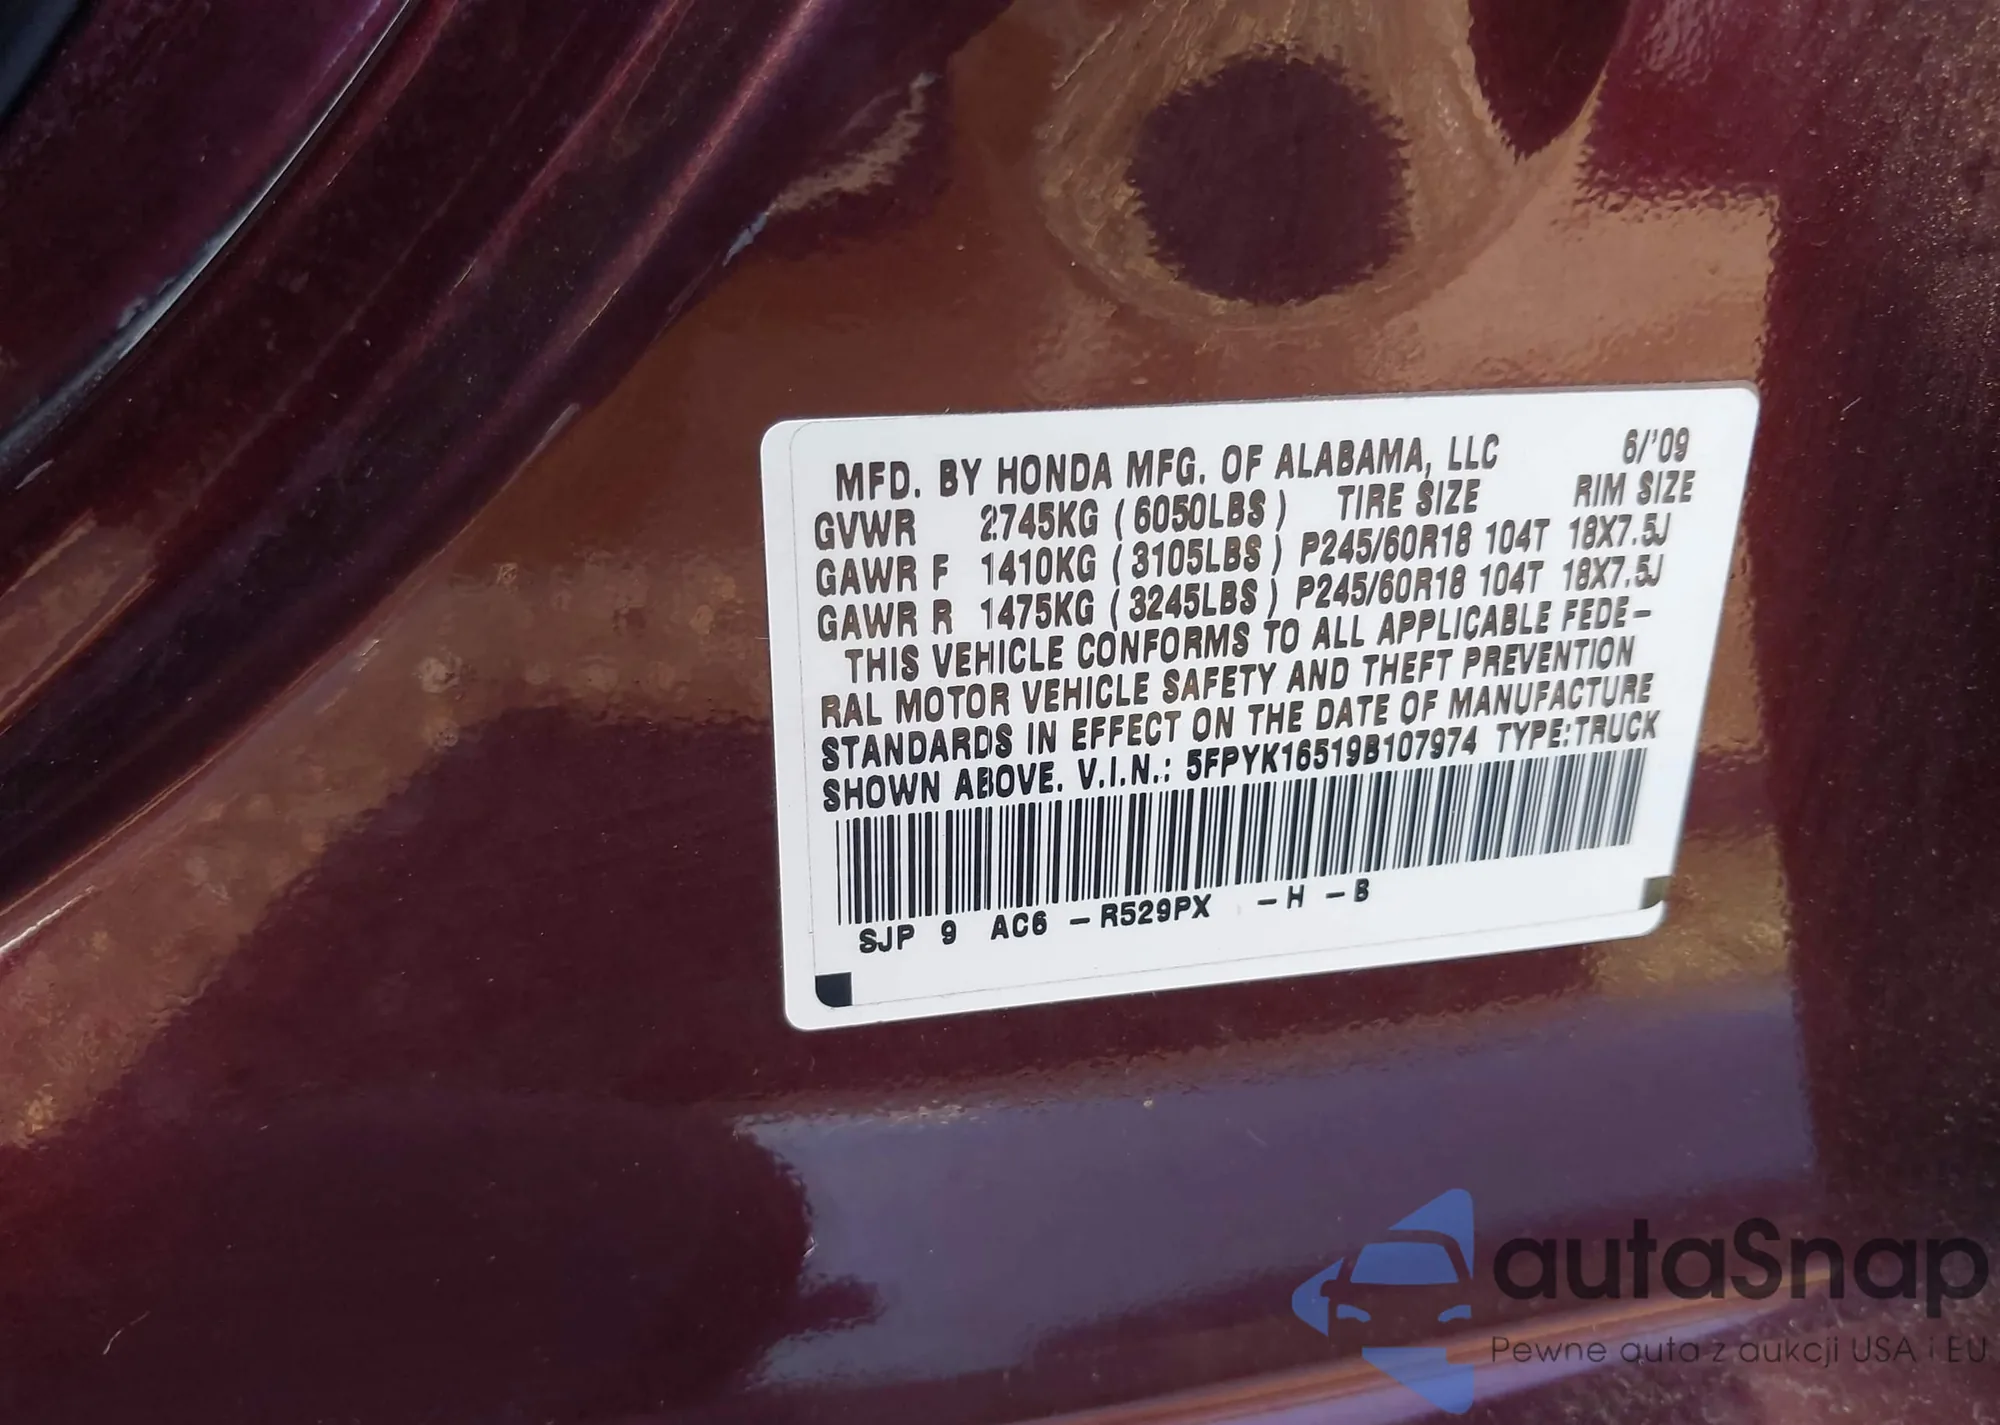 MFD. BY HONDA MFG. OF ALABAMA, LLC 6/'09
GVWR 2745KG ( 6050LBS ) TIRE SIZE RIM SIZE
GAWR F 1410KG ( 3105LBS ) P245/60R18 104T 18X7.5J
GAWR R 1475KG ( 3245LBS ) P245/60R18 104T 18X7.5J
THIS VEHICLE CONFORMS TO ALL APPLICABLE FEDE-
RAL MOTOR VEHICLE SAFETY AND THEFT PREVENTION
STANDARDS IN EFFECT ON THE DATE OF MANUFACTURE
SHOWN ABOVE. V.I.N.: 5FPYK16519B107974 TYPE:TRUCK
SJP 9 AC6 -R529PX -H -B
autaSnap
Pewne auta z aukcji USA i EU